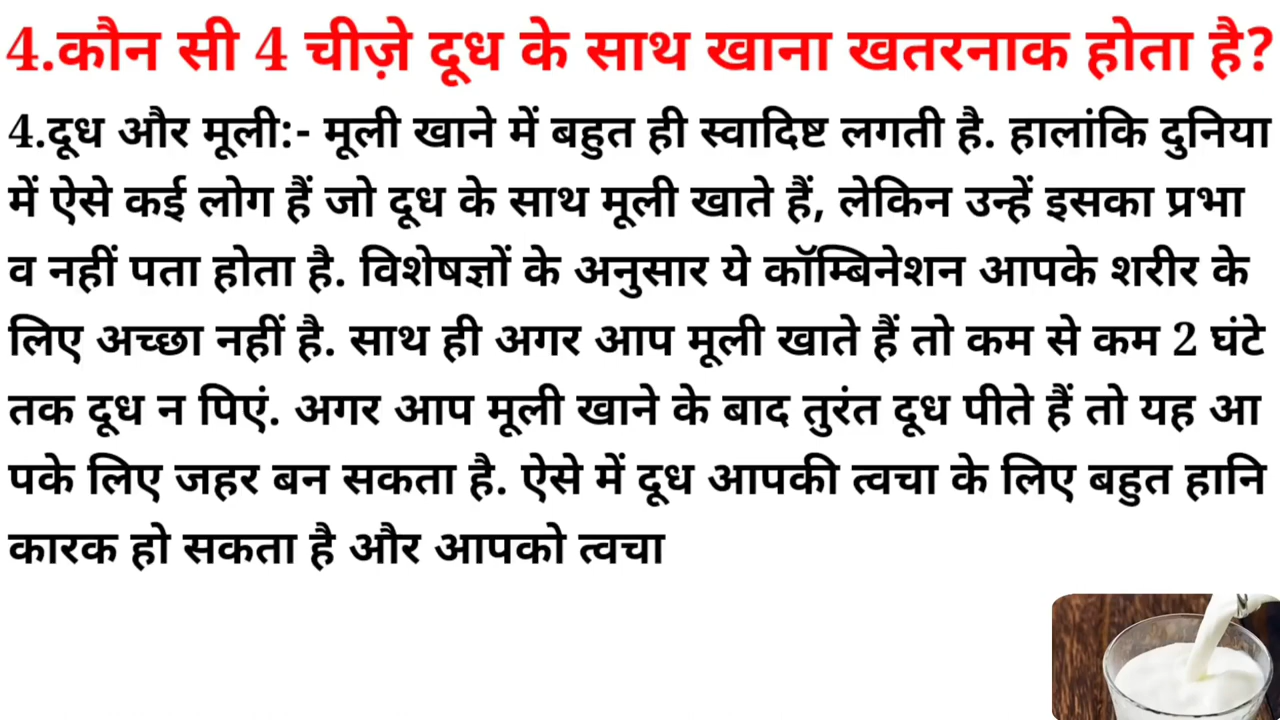 4.कौन सी 4 चीज़े दूध के साथ खाना खतरनाक होता है?
4.दूध और मूली:- मूली खाने में बहुत ही स्वादिष्ट लगती है. हालांकि दुनिया
में ऐसे कई लोग हैं जो दूध के साथ मूली खाते हैं, लेकिन उन्हें इसका प्रभा
व नहीं पता होता है. विशेषज्ञों के अनुसार ये कॉम्बिनेशन आपके शरीर के
लिए अच्छा नहीं है. साथ ही अगर आप मूली खाते हैं तो कम से कम 2 घंटे
तक दूध न पिएं. अगर आप मूली खाने के बाद तुरंत दूध पीते हैं तो यह आ
पके लिए जहर बन सकता है. ऐसे में दूध आपकी त्वचा के लिए बहुत हानि
कारक हो सकता है और आपको त्वचा